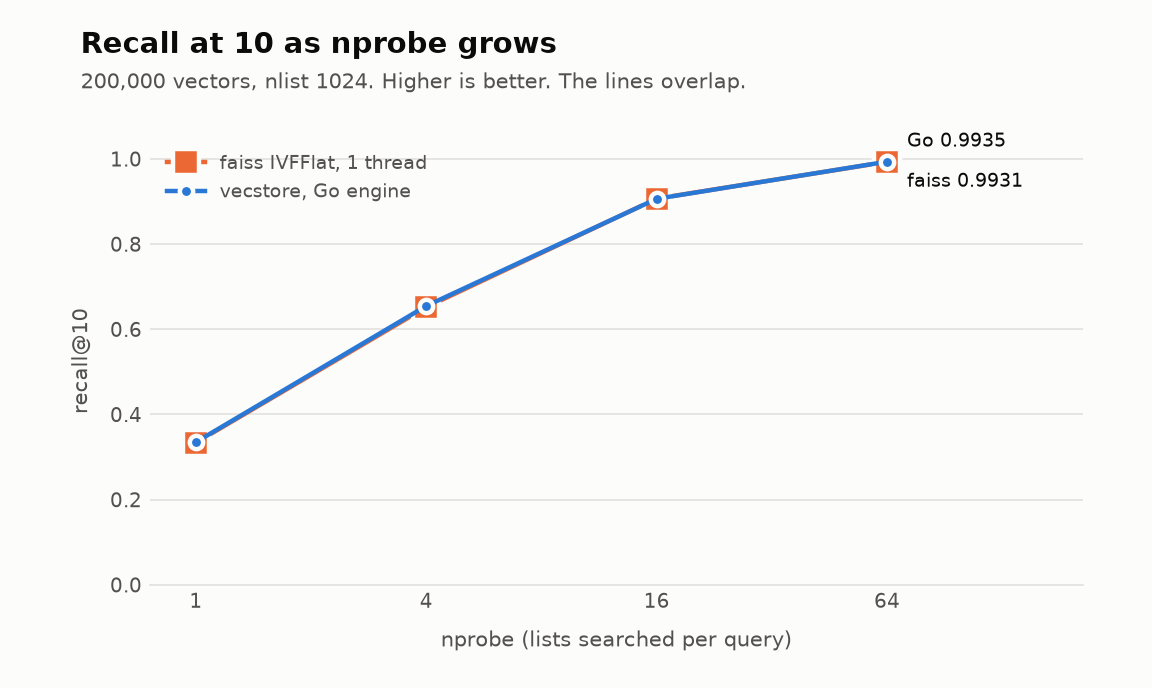 Recall at 10 as nprobe grows
200,000 vectors, nlist 1024. Higher is better. The lines overlap.
Go 0.9935
faiss 0.9931
faiss IVFFlat, 1 thread
vecstore, Go engine
1.0
0.8
0.6
0.4
0.2
0.0
recall@10
1
4
16
64
nprobe (lists searched per query)